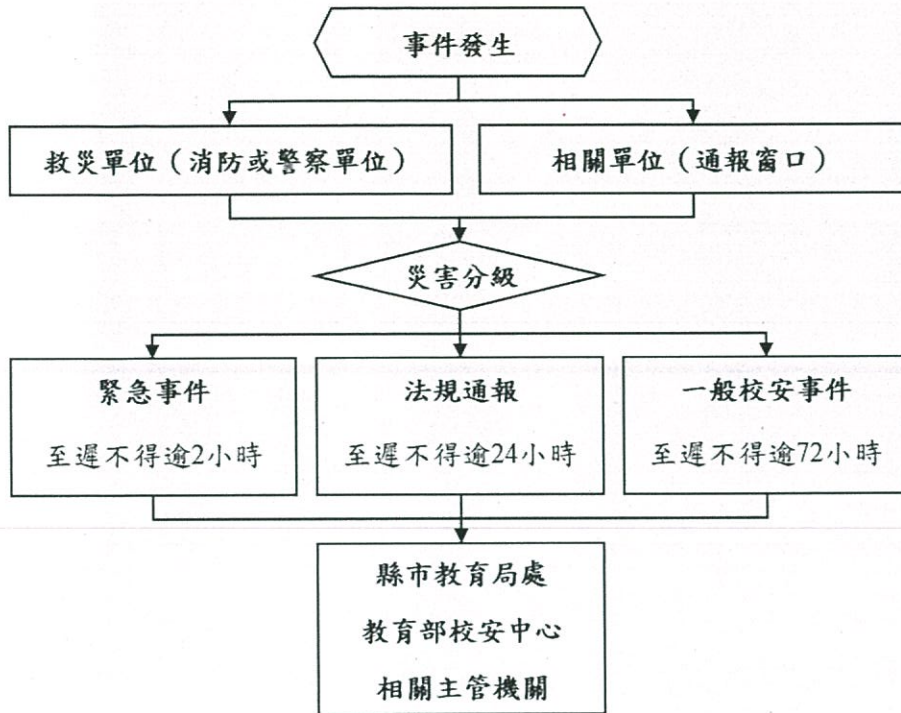 事件發生
救災單位（消防或警察單位）
相關單位（通報窗口）
災害分級
緊急事件
至遲不得逾2小時
法規通報
至遲不得逾24小時
一般校安事件
至遲不得逾72小時
縣市教育局處
教育部校安中心
相關主管機關